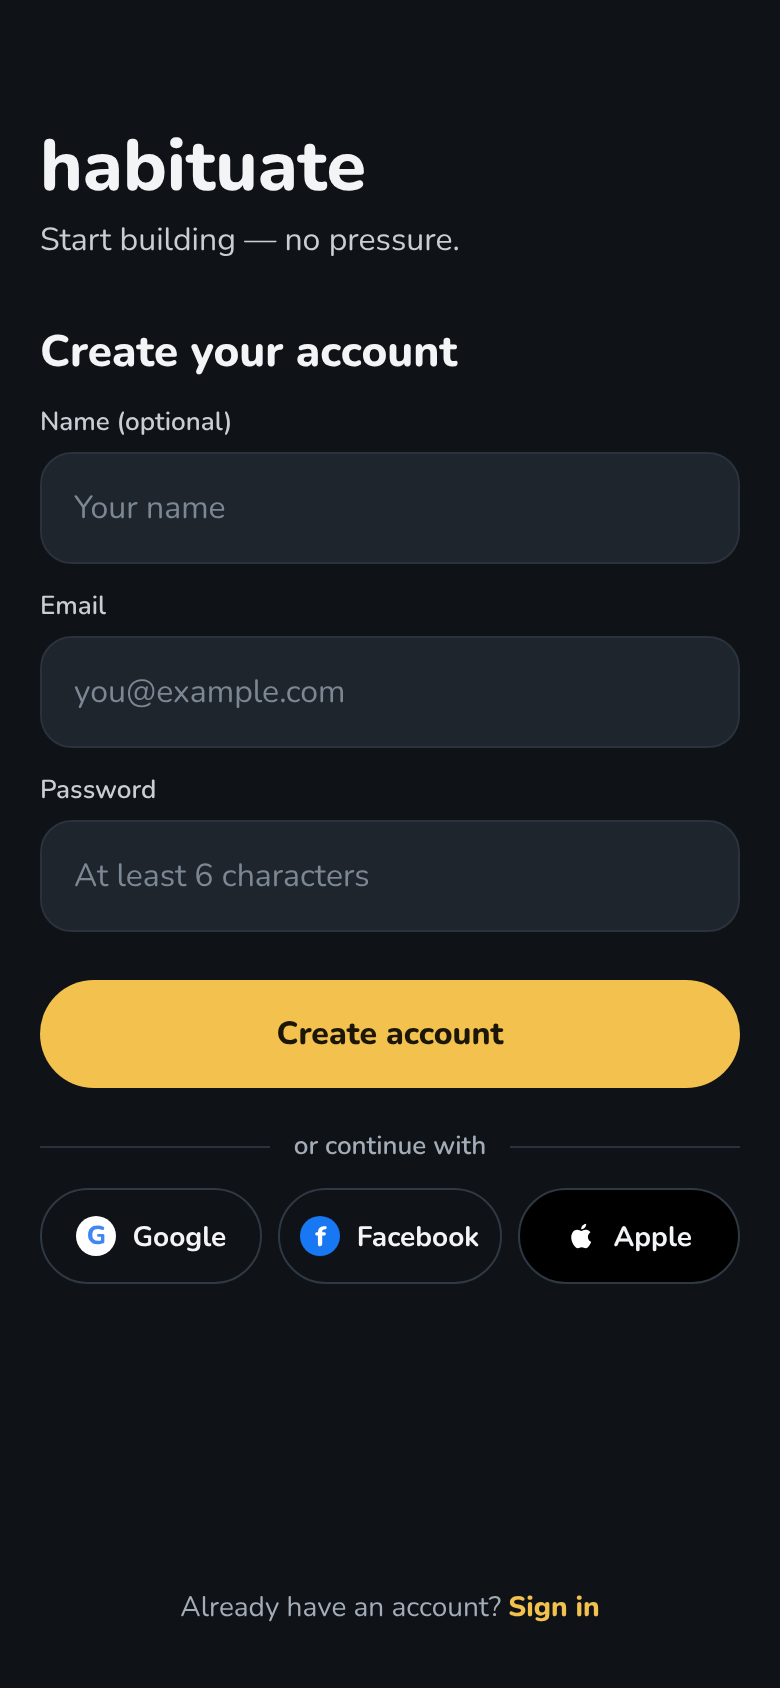 habituate
Start building — no pressure.
Create your account
Name (optional)
Your name
Email
you@example.com
Password
At least 6 characters
Create account
or continue with
G Google f Facebook Apple
Already have an account? Sign in